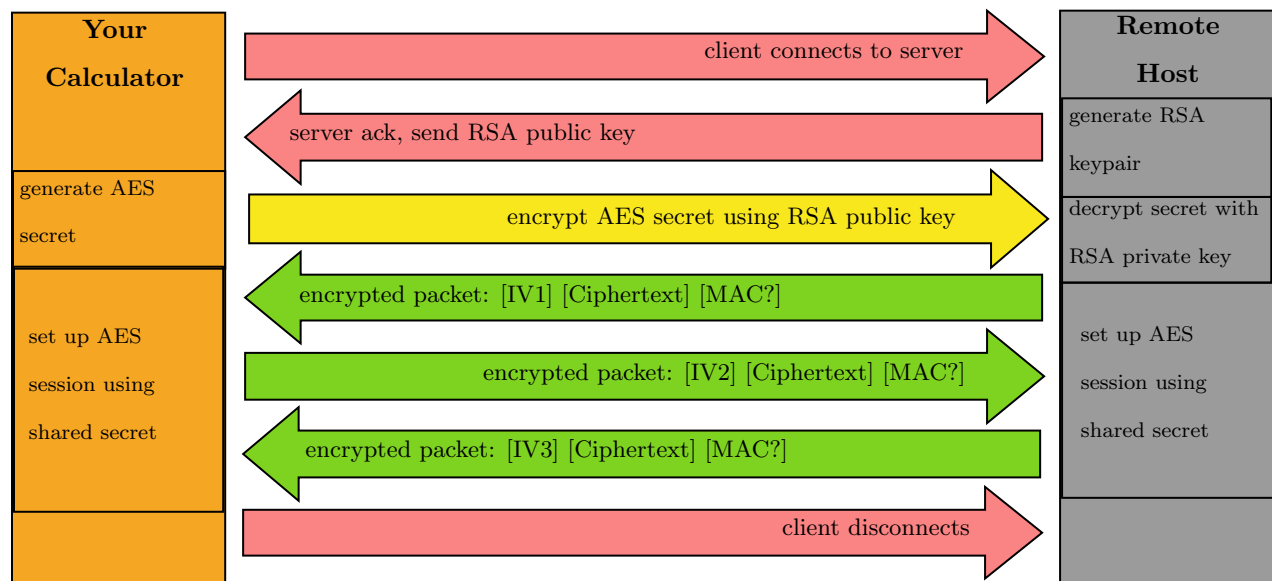 Your
Calculator
generate AES
secret
set up AES
session using
shared secret
client connects to server
server ack, send RSA public key
encrypt AES secret using RSA public key
encrypted packet: [IV1] [Ciphertext] [MAC?]
encrypted packet: [IV2] [Ciphertext] [MAC?]
encrypted packet: [IV3] [Ciphertext] [MAC?]
client disconnects
Remote
Host
generate RSA
keypair
decrypt secret with
RSA private key
set up AES
session using
shared secret